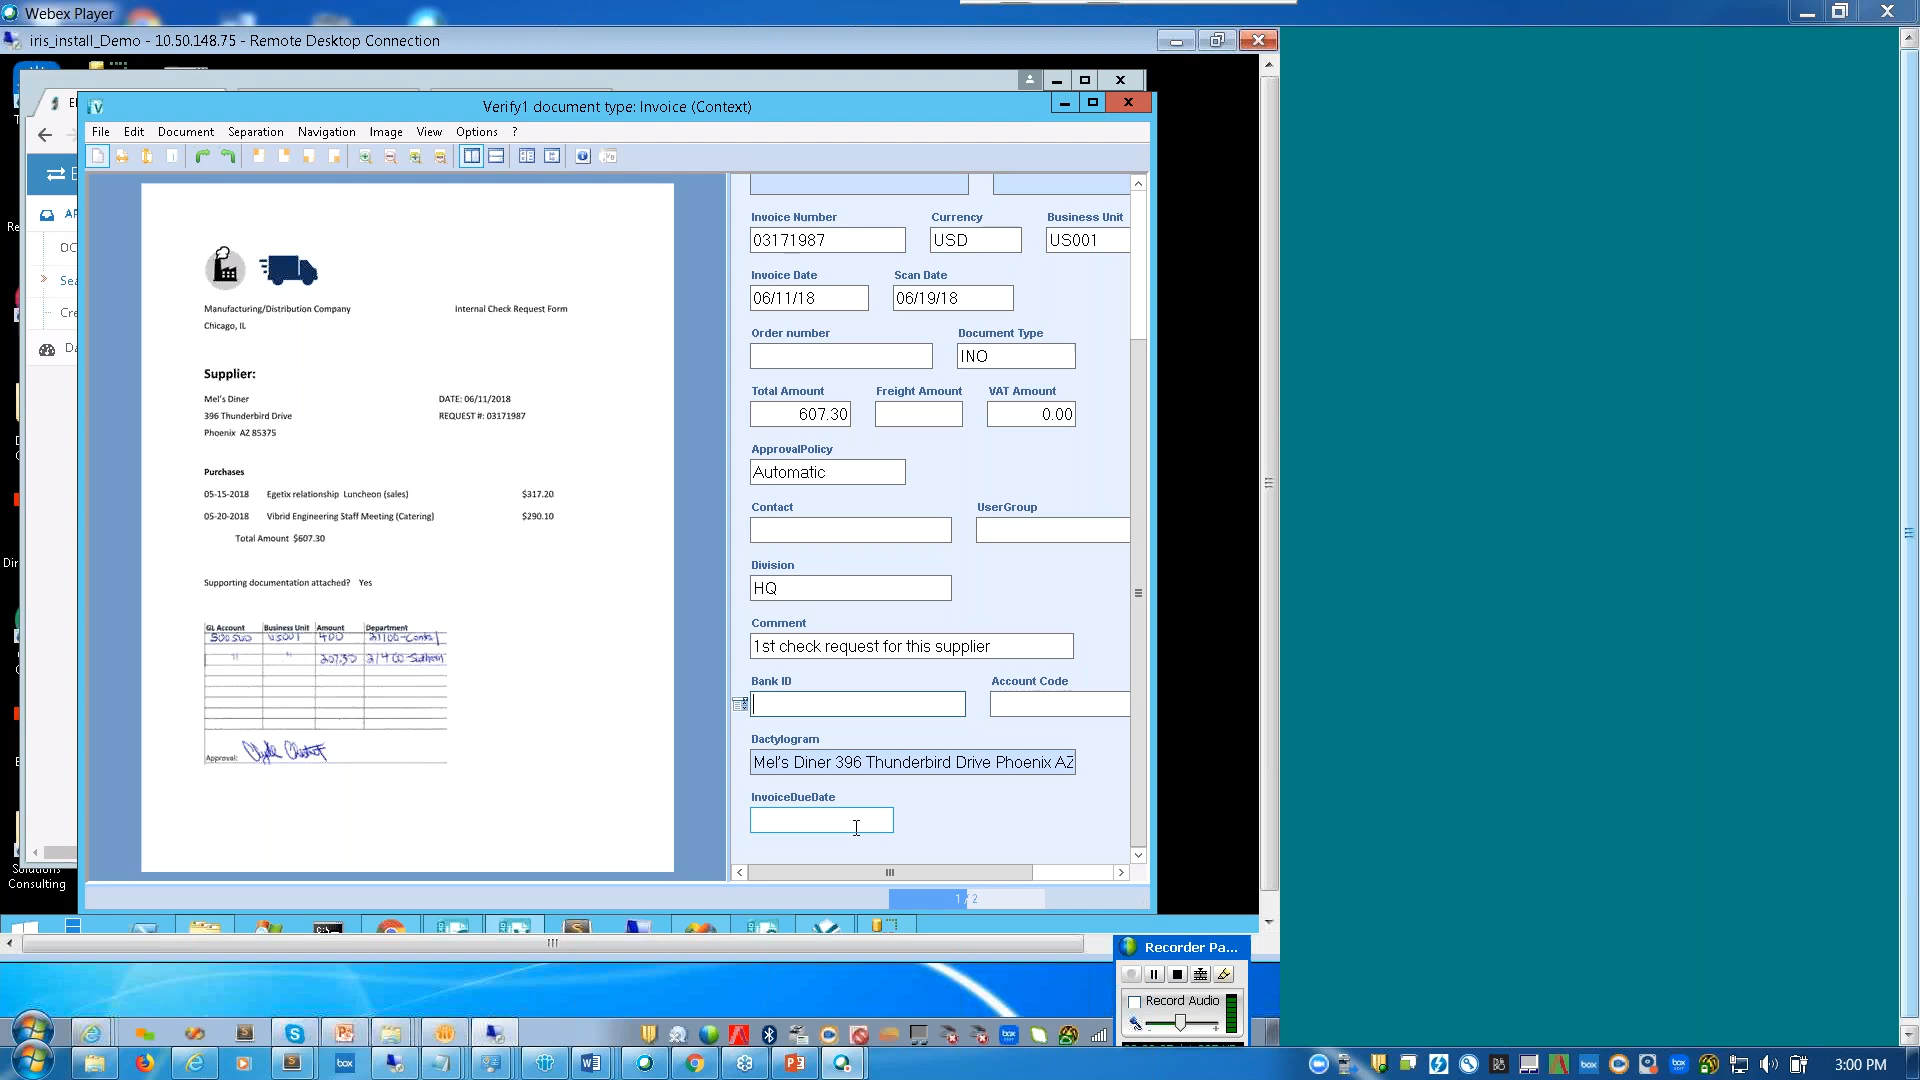 Webex Player
iris_install_Demo - 10.50.148.75 - Remote Desktop Connection
Verify1 document type: Invoice (Context)
File Edit Document Separation Navigation Image View Options ?
Manufacturing/Distribution Company Internal Check Request Form
Chicago, IL
Supplier:
Mel's Diner DATE: 06/11/2018
396 Thunderbird Drive REQUEST #: 03171987
Phoenix AZ 85375
Purchases
05-15-2018 Egetix relationship Luncheon (sales) $317.20
05-20-2018 Vibrid Engineering Staff Meeting (Catering) $290.10
Total Amount $607.30
Supporting documentation attached? Yes
GL Account Business Unit Amount Department
500500 US001 400
" " 207.30
Approval:
Invoice Number Currency Business Unit
03171987 USD US001
Invoice Date Scan Date
06/11/18 06/19/18
Order number Document Type
INO
Total Amount Freight Amount VAT Amount
607.30 0.00
ApprovalPolicy
Automatic
Contact UserGroup
Division
HQ
Comment
1st check request for this supplier
Bank ID Account Code
Dactylogram
Mel's Diner 396 Thunderbird Drive Phoenix AZ
InvoiceDueDate
1 / 2
Consulting
Recorder Pa...
Record Audio
3:00 PM